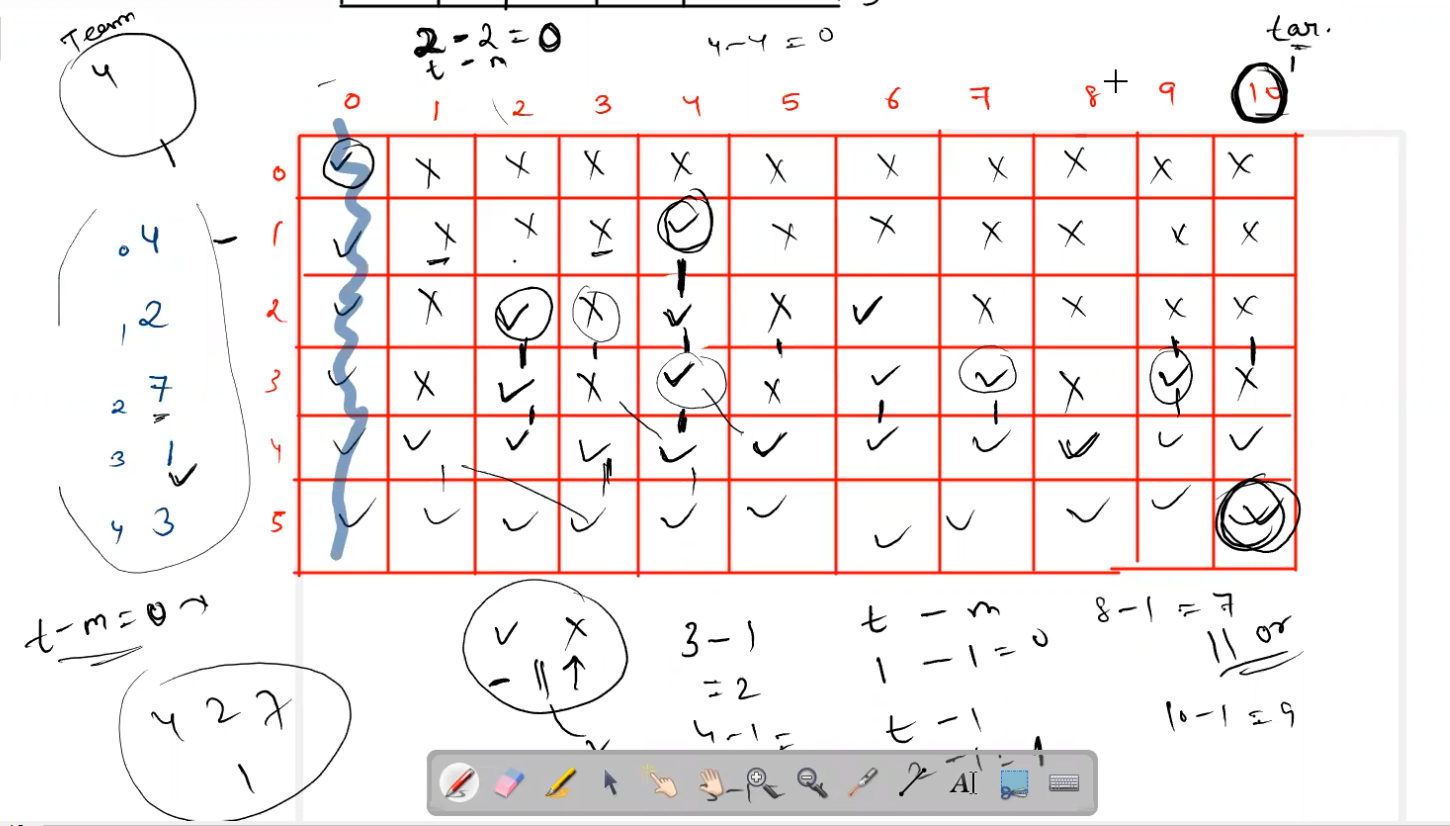 Team
4
2 - 2 = 0
t - m
4 - 4 = 0
tar.
0 1 2 3 4 5 6 7 8 9 10
0 ✓ X X X X X X X X X X
1 ✓ X X X ✓ X X X X X X
2 ✓ X ✓ X ✓ X ✓ X X X X
3 ✓ X ✓ X ✓ X ✓ ✓ X ✓ X
4 ✓ ✓ ✓ ✓ ✓ ✓ ✓ ✓ ✓ ✓ ✓
5 ✓ ✓ ✓ ✓ ✓ ✓ ✓ ✓ ✓ ✓ ✓
0 4
1 2
2 7
3 1 ✓
4 3
t - m = 0
4 2 7
1
✓ X
- || ↑
3 - 1
= 2
4 - 1 =
t - m
1 - 1 = 0
t - 1
8 - 1 = 7
|| or
10 - 1 = 9
AI